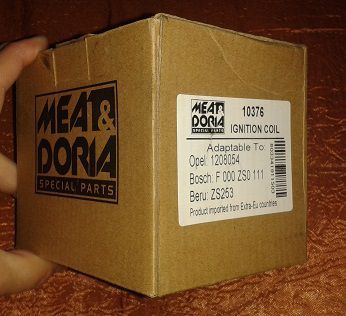 MEAT&
DORIA
SPECIAL PARTS
MEAT&
DORIA
SPECIAL PARTS
10376
IGNITION COIL
Adaptable To:
Opel: 1208054
Bosch: F 000 ZS0 111
Beru: ZS253
Product imported from Extra-Eu countries